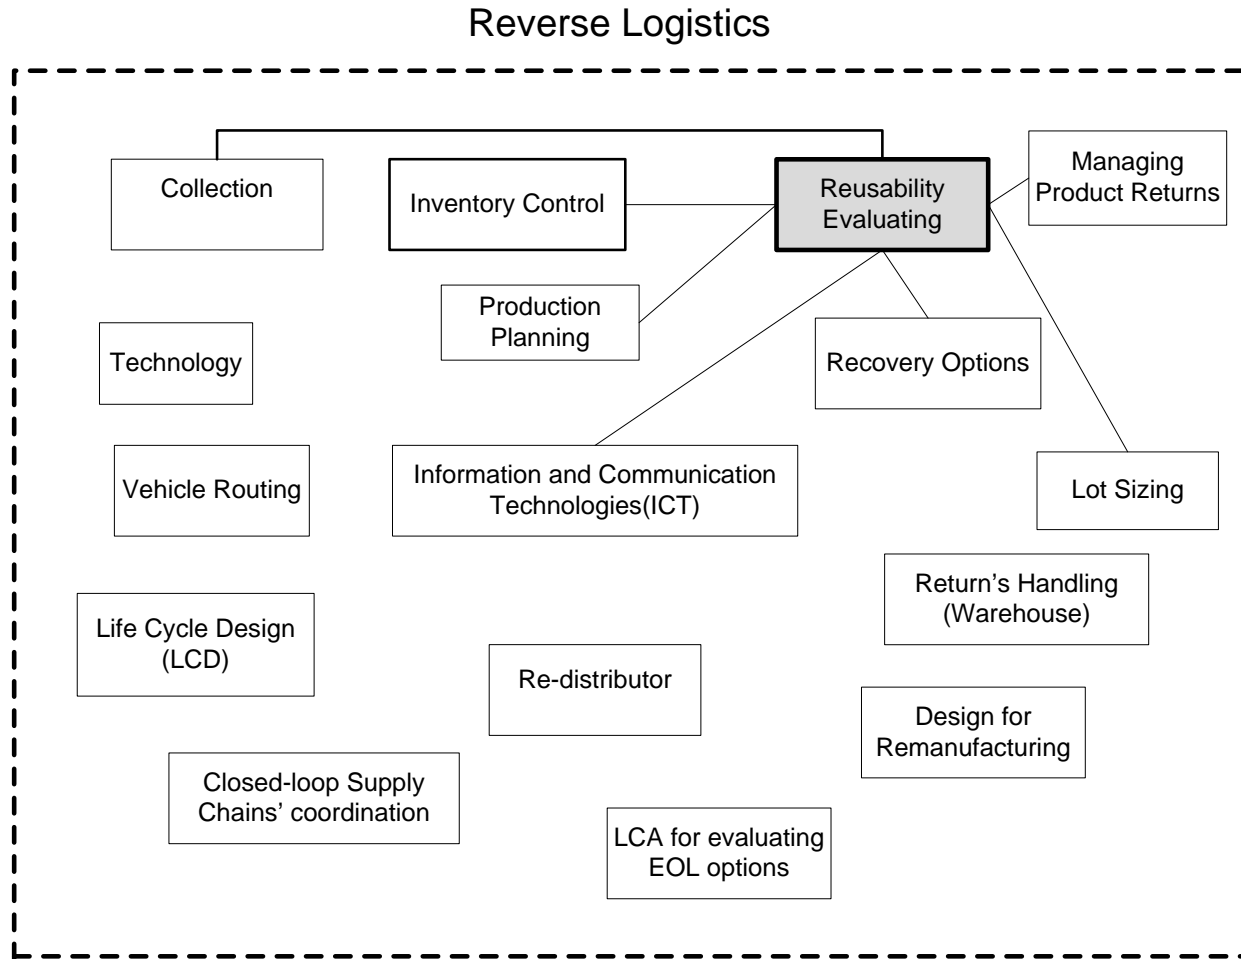 Reverse Logistics
Collection
Inventory Control
Reusability
Evaluating
Managing
Product Returns
Production
Planning
Technology
Recovery Options
Vehicle Routing
Information and Communication
Technologies(ICT)
Lot Sizing
Return’s Handling
(Warehouse)
Life Cycle Design
(LCD)
Re-distributor
Design for
Remanufacturing
Closed-loop Supply
Chains’ coordination
LCA for evaluating
EOL options